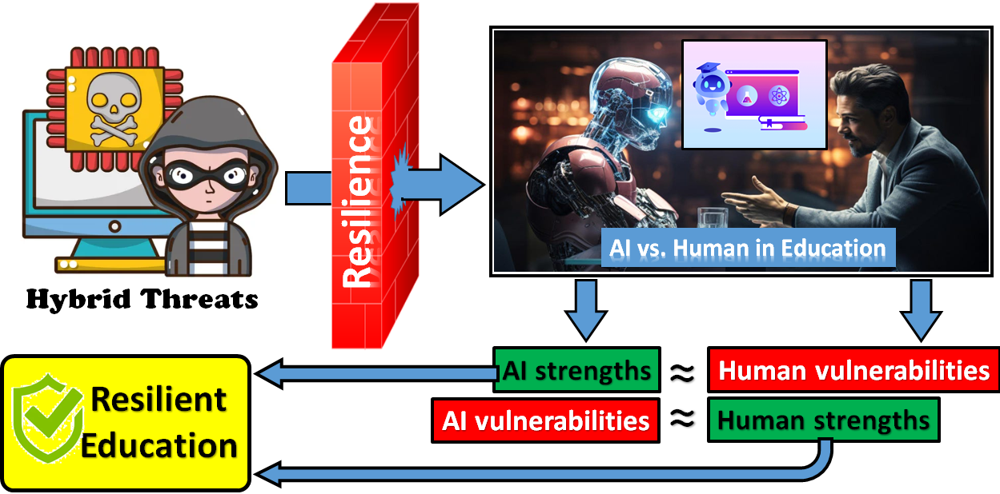 Resilience
AI vs. Human in Education
Hybrid Threats
AI strengths ≈ Human vulnerabilities
AI vulnerabilities ≈ Human strengths
Resilient
Education